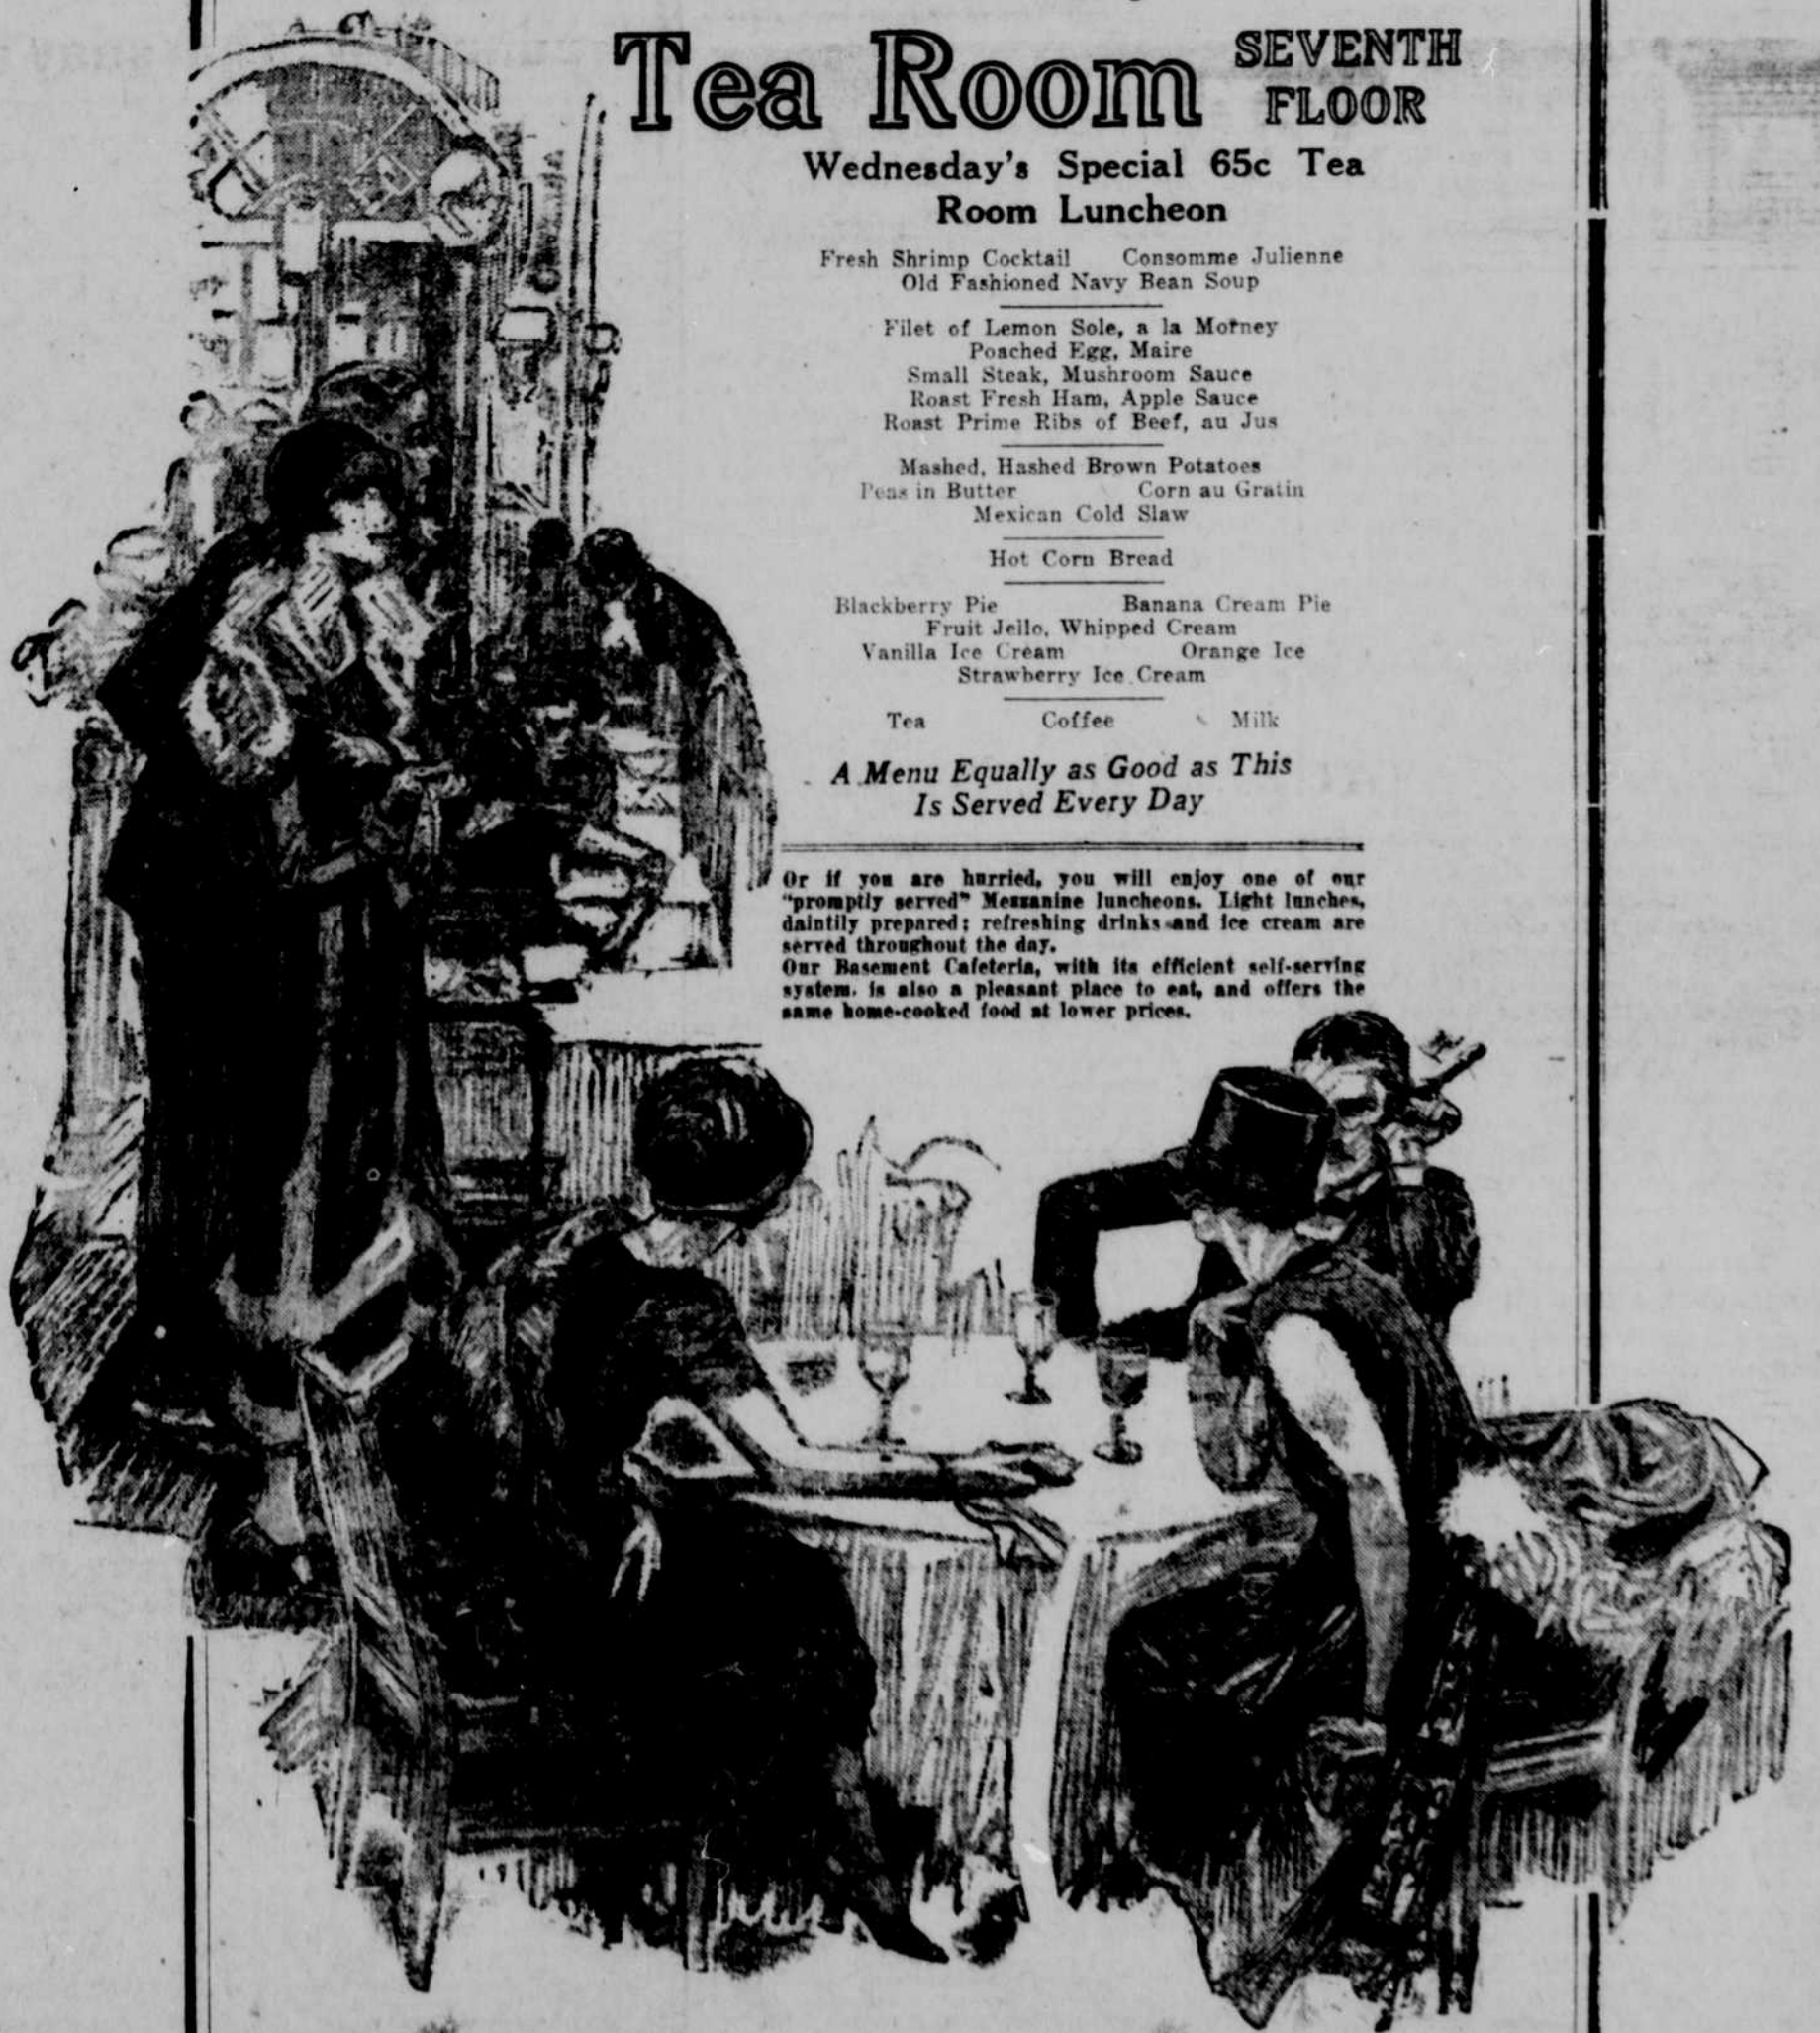 Tea Room SEVENTH
FLOOR
Wednesday's Special 65c Tea
Room Luncheon
Fresh Shrimp Cocktail Consomme Julienne
Old Fashioned Navy Bean Soup
Filet of Lemon Sole, a la Morney
Poached Egg, Maire
Small Steak, Mushroom Sauce
Roast Fresh Ham, Apple Sauce
Roast Prime Ribs of Beef, au Jus
Mashed, Hashed Brown Potatoes
Peas in Butter Corn au Gratin
Mexican Cold Slaw
Hot Corn Bread
Blackberry Pie Banana Cream Pie
Fruit Jello, Whipped Cream
Vanilla Ice Cream Orange Ice
Strawberry Ice Cream
Tea Coffee Milk
A Menu Equally as Good as This
Is Served Every Day
Or if you are hurried, you will enjoy one of our
"promptly served" Mezzanine luncheons. Light lunches,
daintily prepared; refreshing drinks and ice cream are
served throughout the day.
Our Basement Cafeteria, with its efficient self-serving
system, is also a pleasant place to eat, and offers the
same home-cooked food at lower prices.